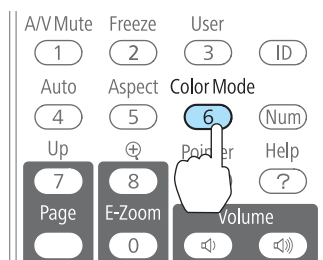 A/V Mute Freeze User
1 2 3 ID
Auto Aspect Color Mode
4 5 6 Num
Up Pointer Help
7 8 ?
Page E-Zoom Volume
0